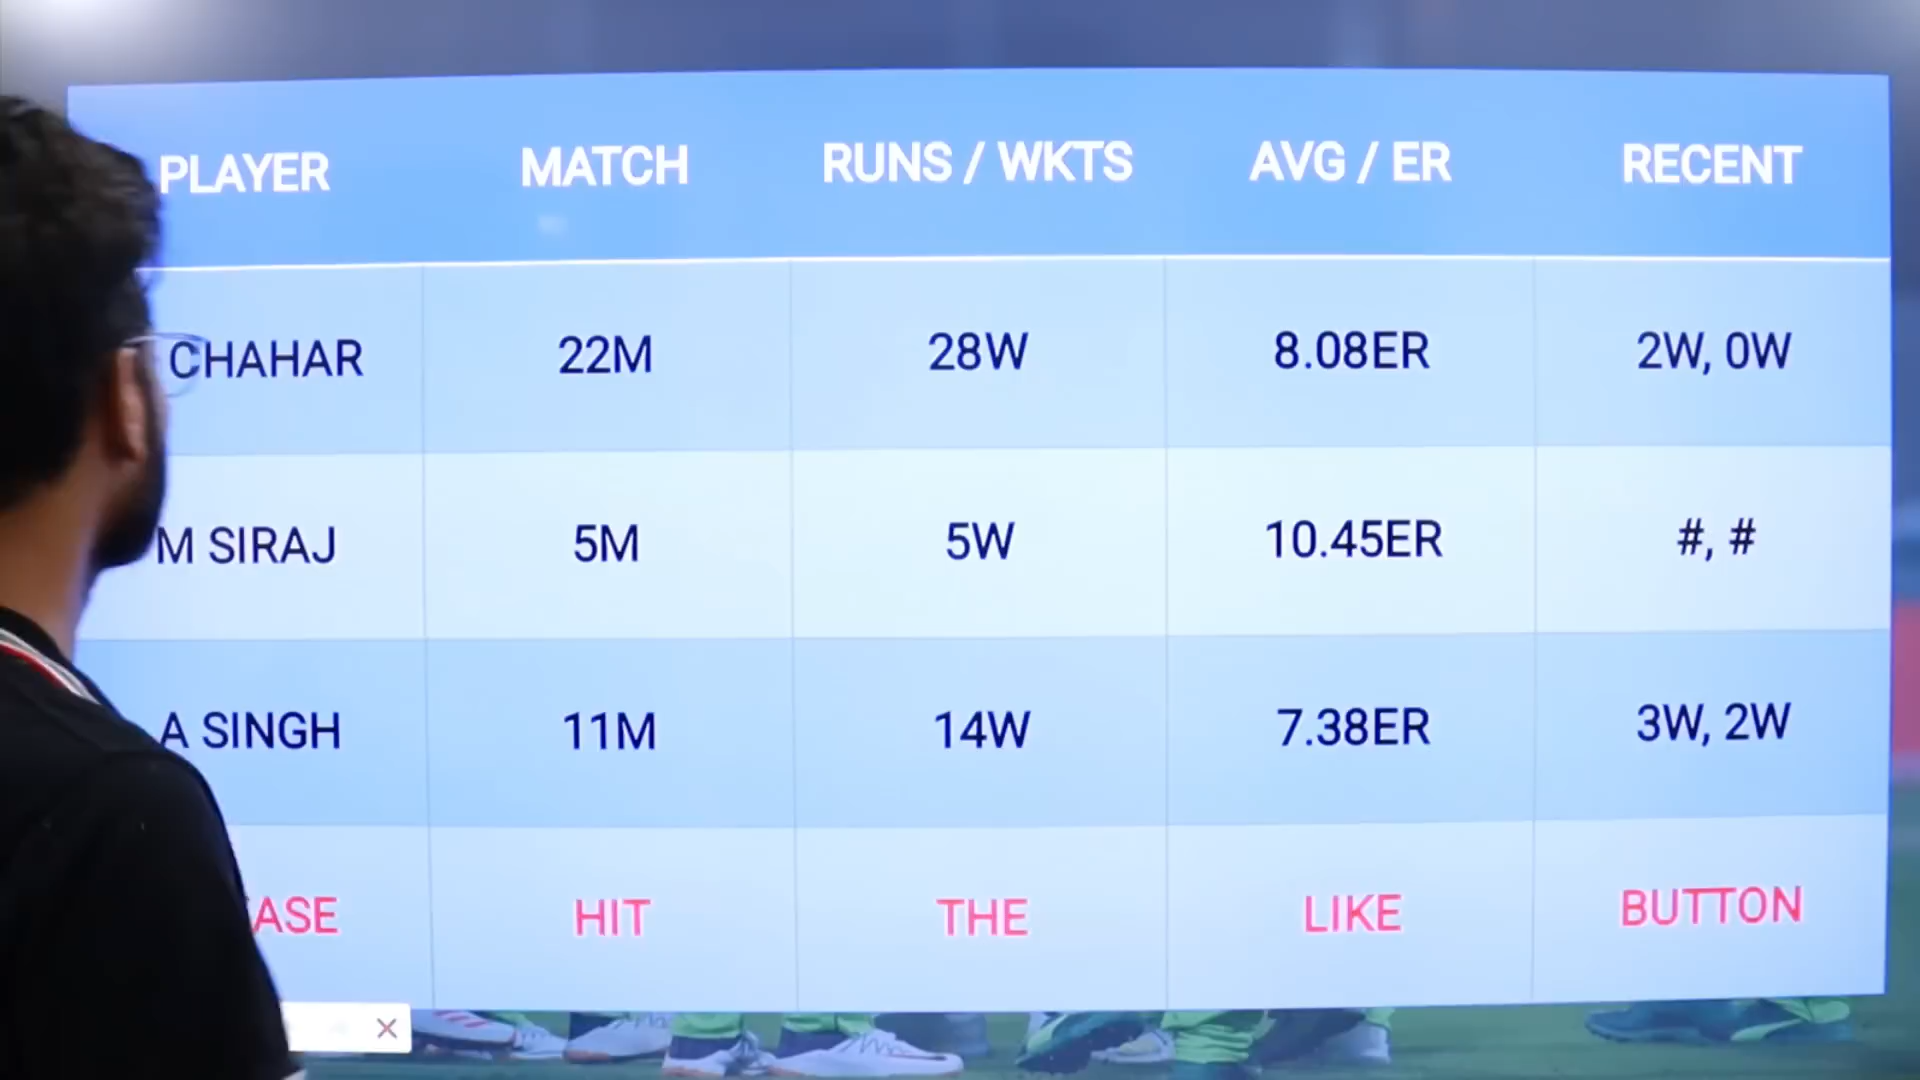 PLAYER MATCH RUNS / WKTS AVG / ER RECENT
CHAHAR 22M 28W 8.08ER 2W, 0W
M SIRAJ 5M 5W 10.45ER #, #
A SINGH 11M 14W 7.38ER 3W, 2W
HIT THE LIKE BUTTON